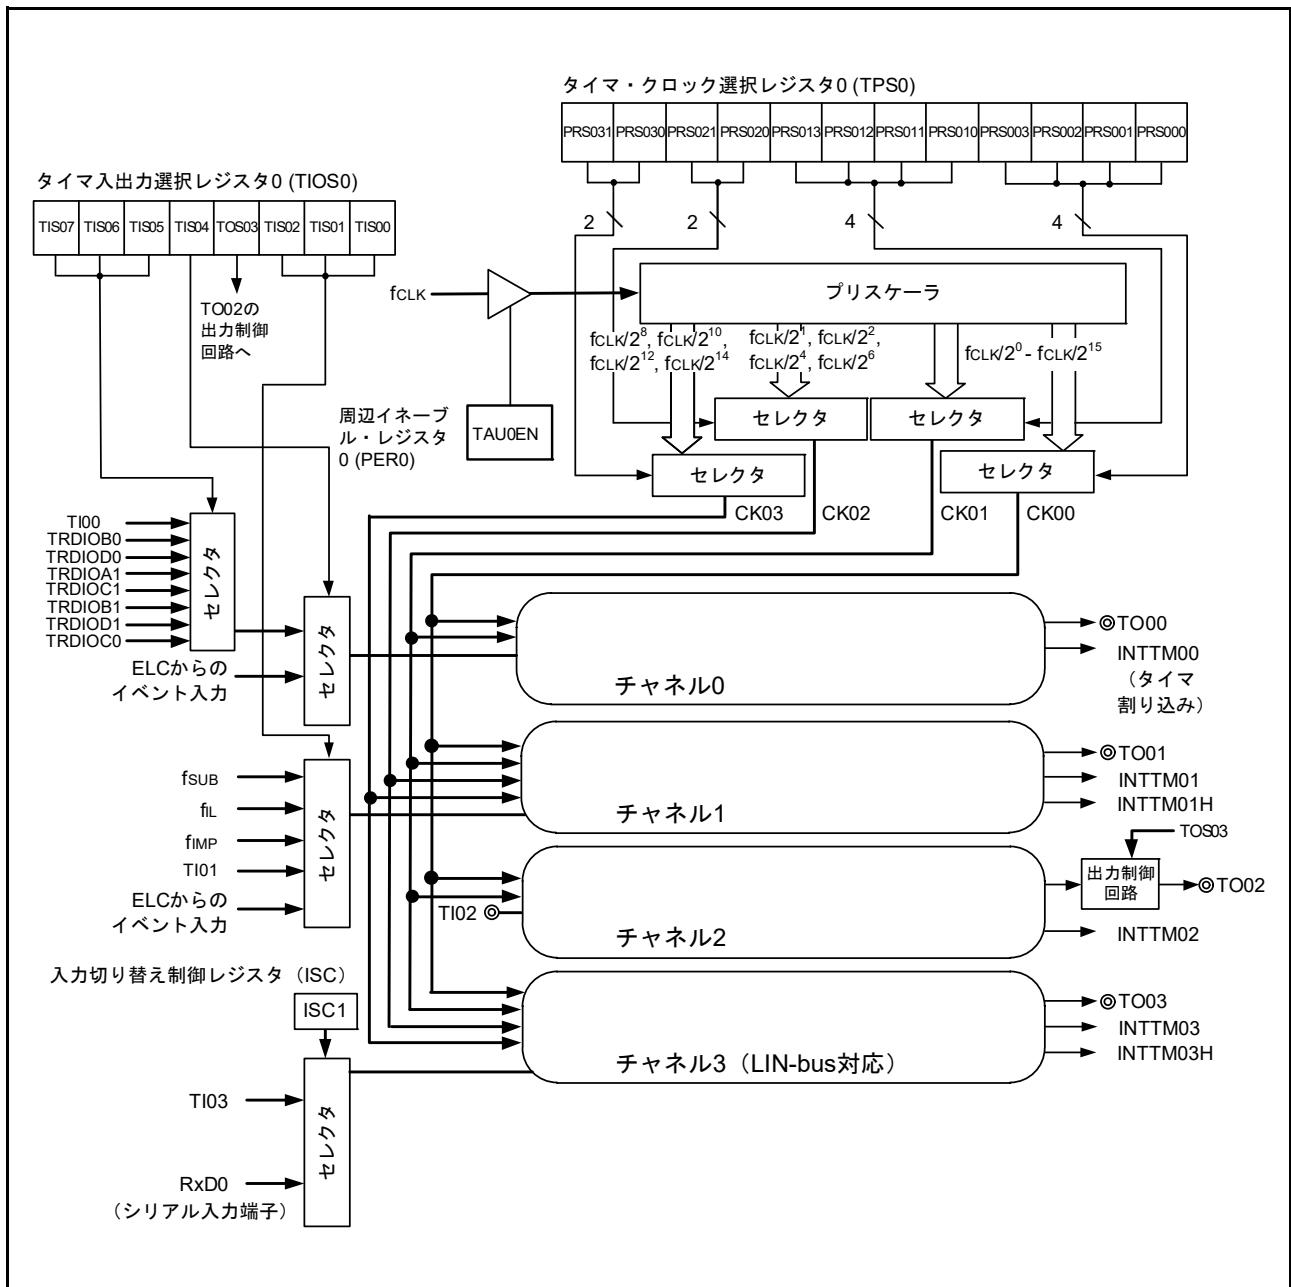 タイマ・クロック選択レジスタ0 (TPS0)
PRS031 PRS030 PRS021 PRS020 PRS013 PRS012 PRS011 PRS010 PRS003 PRS002 PRS001 PRS000
タイマ入出力選択レジスタ0 (TIOS0)
TIS07 TIS06 TIS05 TIS04 TOS03 TIS02 TIS01 TIS00
2 2 4 4
TO02の
出力制御
回路へ
fCLK
プリスケーラ
fCLK/2^8, fCLK/2^10,
fCLK/2^12, fCLK/2^14
fCLK/2^1, fCLK/2^2,
fCLK/2^4, fCLK/2^6
fCLK/2^0 - fCLK/2^15
周辺イネーブ
ル・レジスタ
0 (PER0)
TAU0EN
セレクタ
セレクタ
セレクタ
セレクタ
CK03 CK02 CK01 CK00
TI00
TRDIOB0
TRDIOD0
TRDIOA1
TRDIOC1
TRDIOB1
TRDIOD1
TRDIOC0
セレクタ
ELCからの
イベント入力
セレクタ
チャネル0
TO00
INTTM00
（タイマ
割り込み）
fSUB
fIL
fIMP
TI01
ELCからの
イベント入力
セレクタ
チャネル1
TO01
INTTM01
INTTM01H
TI02
チャネル2
TOS03
出力制御
回路
TO02
INTTM02
入力切り替え制御レジスタ（ISC）
ISC1
TI03
RxD0
（シリアル入力端子）
セレクタ
チャネル3（LIN-bus対応）
TO03
INTTM03
INTTM03H